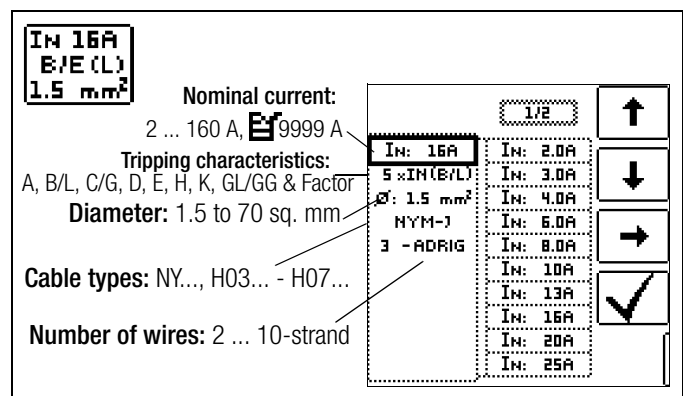 IN 16A
B/E(L)
1.5 mm²
Nominal current:
2 ... 160 A, 9999 A
Tripping characteristics:
A, B/L, C/G, D, E, H, K, GL/GG & Factor
Diameter: 1.5 to 70 sq. mm
Cable types: NY..., H03... - H07...
Number of wires: 2 ... 10-strand
1/2
IN: 16A
5 xIN(B/L)
Ø: 1.5 mm²
NYM-J
3 -ADRIG
IN: 2.0A
IN: 3.0A
IN: 4.0A
IN: 6.0A
IN: 8.0A
IN: 10A
IN: 13A
IN: 16A
IN: 20A
IN: 25A